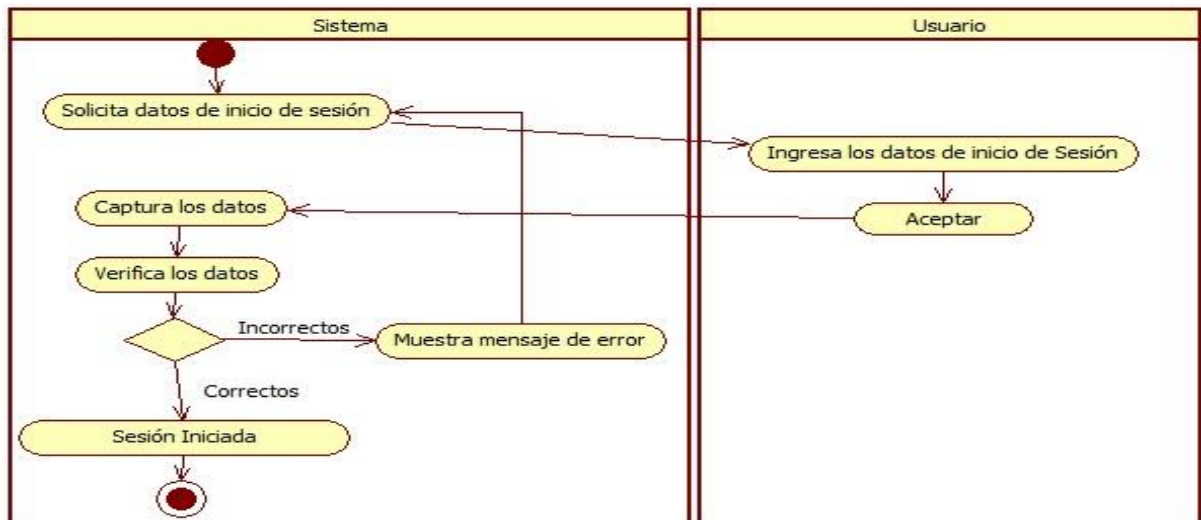 Sistema
Usuario
Solicita datos de inicio de sesión
Ingresa los datos de inicio de Sesión
Captura los datos
Aceptar
Verifica los datos
Incorrectos
Muestra mensaje de error
Correctos
Sesión Iniciada